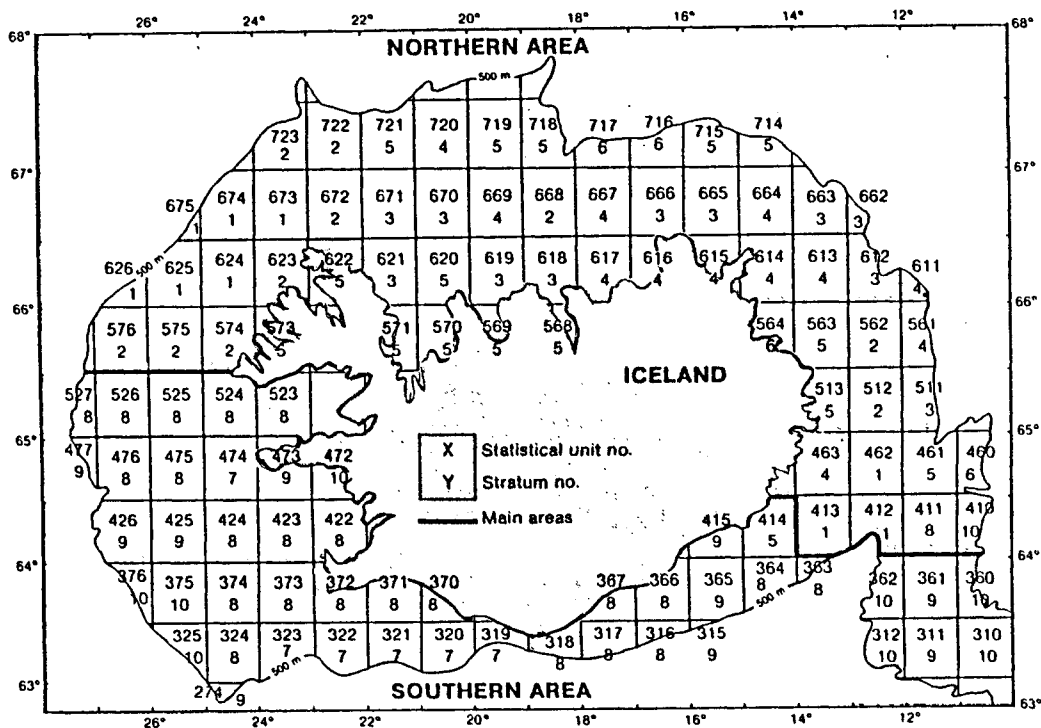 26° 24° 22° 20° 18° 16° 14° 12°
68° 68°
NORTHERN AREA
500 m
723 722 721 720 719 718 717 716 715 714
2 2 5 4 5 5 6 6 5 5
67° 67°
675 674 673 672 671 670 669 668 667 666 665 664 663 662
1 1 1 2 3 3 4 2 4 3 3 4 3 3
500 m
626 625 624 623 622 621 620 619 618 617 616 615 614 613 612 611
1 1 1 2 5 3 5 3 3 4 4 4 4 4 3 4
66° 66°
576 575 574 573 571 570 569 568 564 563 562 561
2 2 2 5 5 5 5 5 6 5 2 4
ICELAND
527 526 525 524 523 513 512 511
8 8 8 8 8 5 2 3
65° 65°
477 476 475 474 473 472 463 462 461 460
9 8 8 7 9 10 4 1 5 6
X Statistical unit no.
Y Stratum no.
Main areas
426 425 424 423 422 415 414 413 412 411 410
9 9 8 8 8 9 5 1 1 8 10
64° 64°
376 375 374 373 372 371 370 367 366 365 364 363 362 361 360
10 10 8 8 8 8 8 8 8 9 8 8 10 9 10
500 m
325 324 323 322 321 320 319 318 317 316 315 312 311 310
10 8 7 7 7 7 7 8 8 8 9 10 9 10
500 m
274
9
63° 63°
SOUTHERN AREA
26° 24° 22° 20° 18° 16° 14° 12°